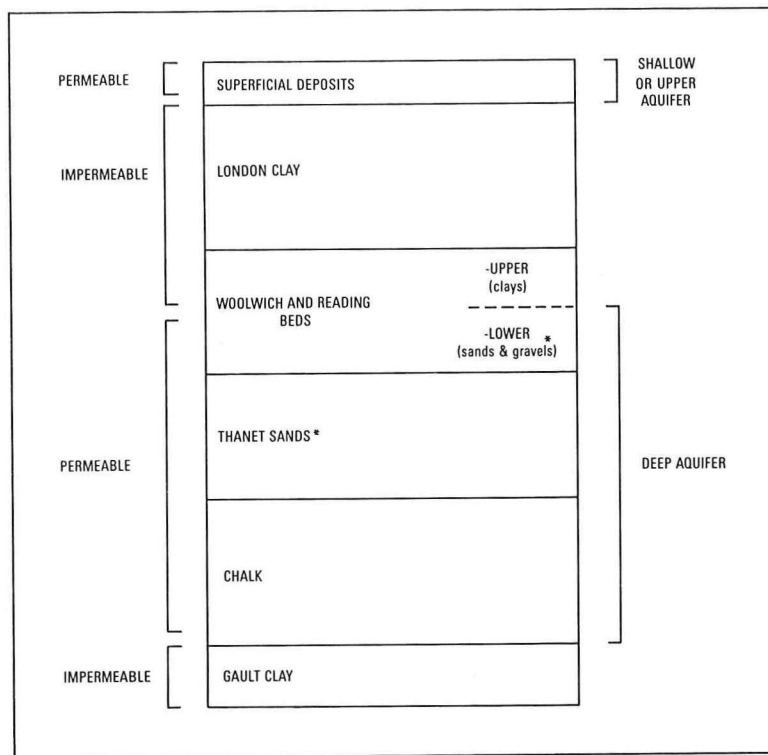 PERMEABLE
SUPERFICIAL DEPOSITS
SHALLOW
OR UPPER
AQUIFER
IMPERMEABLE
LONDON CLAY
WOOLWICH AND READING
BEDS
-UPPER
(clays)
-LOWER *
(sands & gravels)
PERMEABLE
THANET SANDS *
CHALK
DEEP AQUIFER
IMPERMEABLE
GAULT CLAY